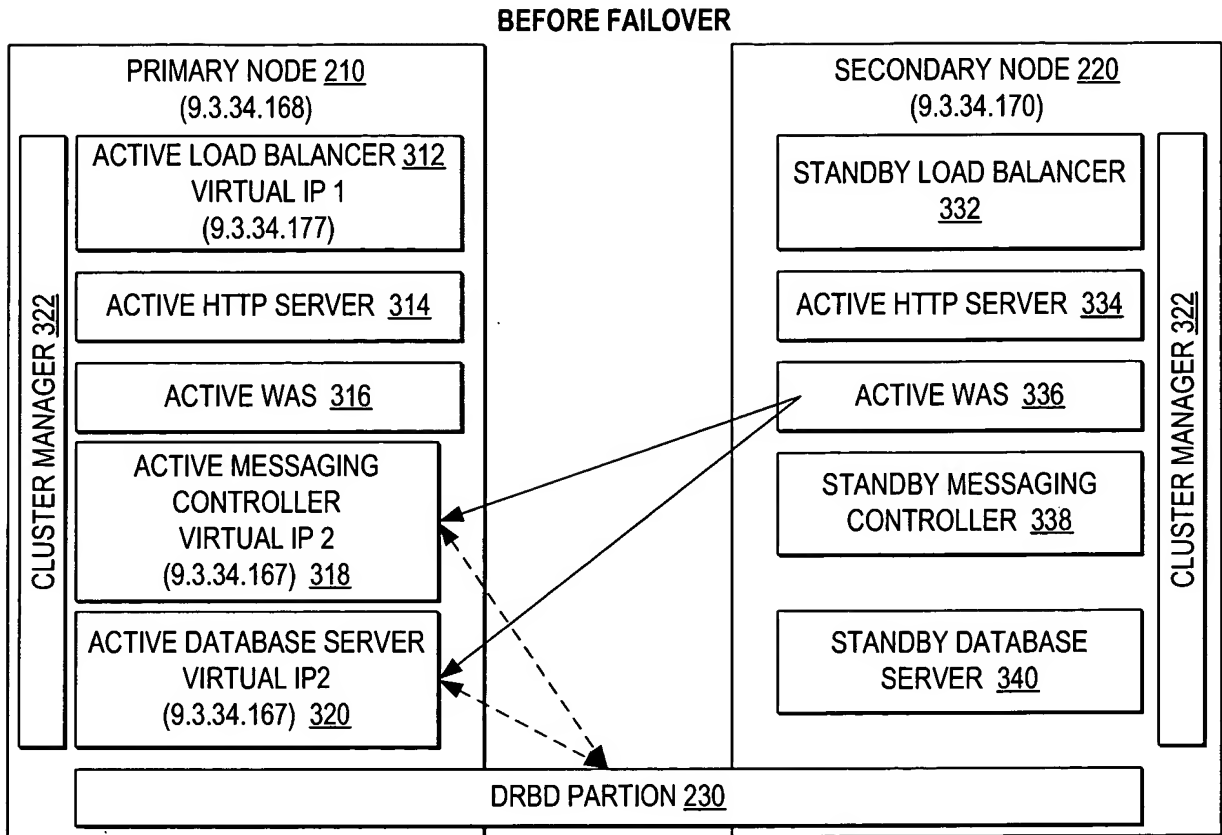 BEFORE FAILOVER
PRIMARY NODE 210
(9.3.34.168)
CLUSTER MANAGER 322
ACTIVE LOAD BALANCER 312
VIRTUAL IP 1
(9.3.34.177)
ACTIVE HTTP SERVER 314
ACTIVE WAS 316
ACTIVE MESSAGING
CONTROLLER
VIRTUAL IP 2
(9.3.34.167) 318
ACTIVE DATABASE SERVER
VIRTUAL IP2
(9.3.34.167) 320
SECONDARY NODE 220
(9.3.34.170)
STANDBY LOAD BALANCER
332
ACTIVE HTTP SERVER 334
ACTIVE WAS 336
STANDBY MESSAGING
CONTROLLER 338
STANDBY DATABASE
SERVER 340
CLUSTER MANAGER 322
DRBD PARTION 230